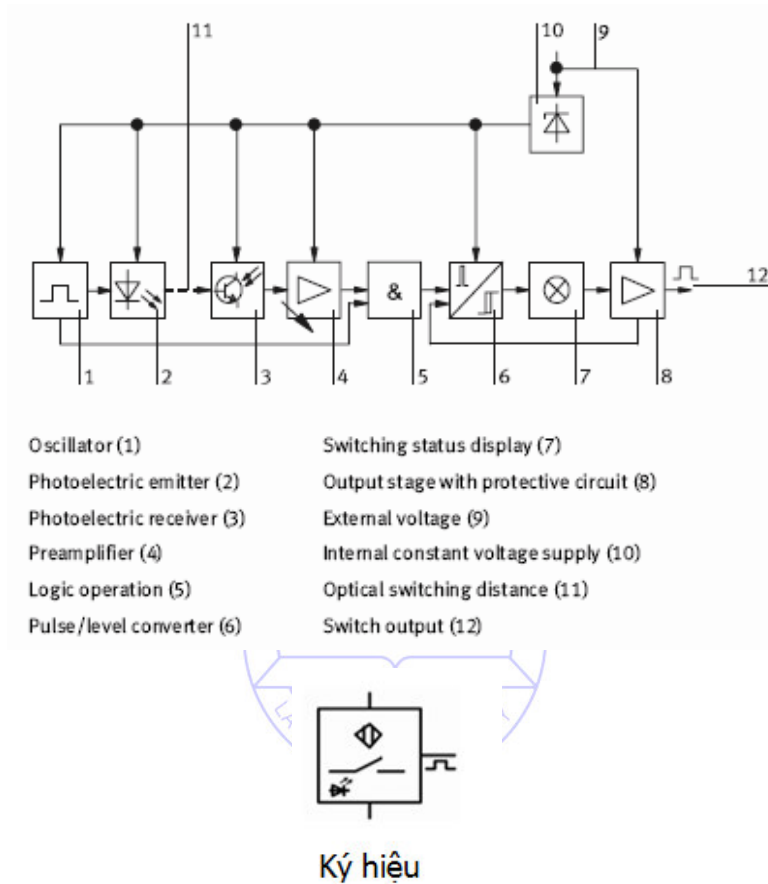 11
10
9
&
12
1
2
3
4
5
6
7
8
Oscillator (1)
Photoelectric emitter (2)
Photoelectric receiver (3)
Preamplifier (4)
Logic operation (5)
Pulse/level converter (6)
Switching status display (7)
Output stage with protective circuit (8)
External voltage (9)
Internal constant voltage supply (10)
Optical switching distance (11)
Switch output (12)
Ký hiệu